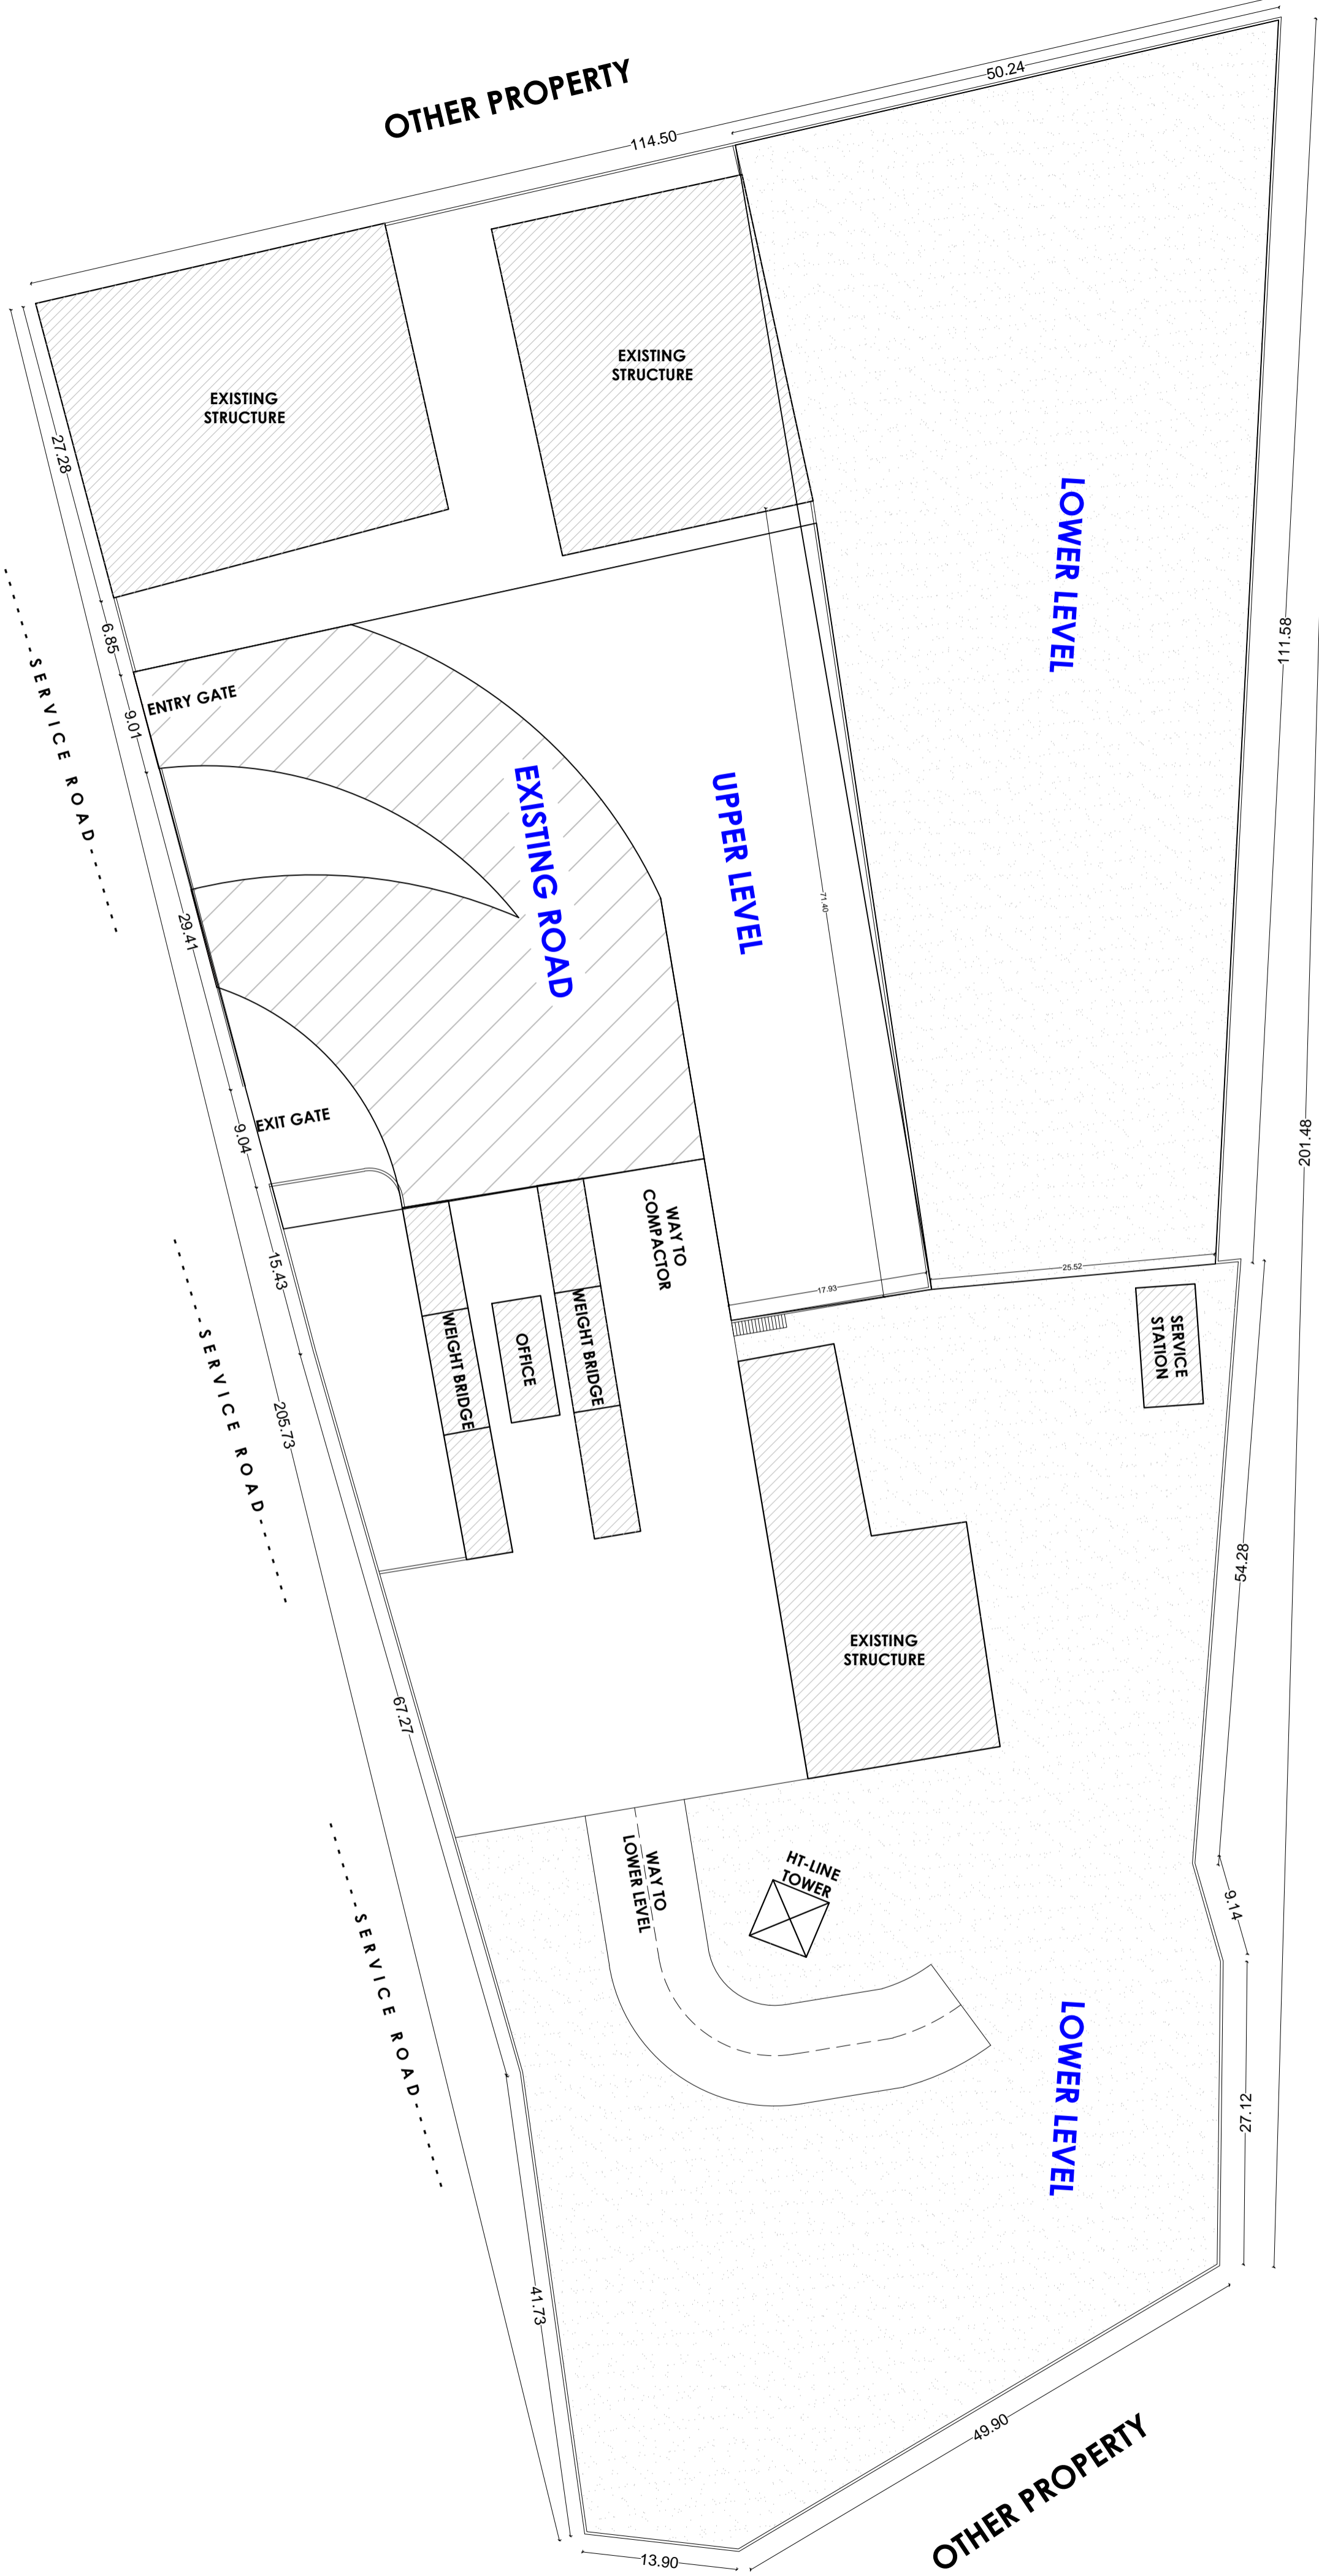 OTHER PROPERTY
50.24
114.50
EXISTING
STRUCTURE
EXISTING
STRUCTURE
27.28
LOWER LEVEL
111.58
6.85
ENTRY GATE
9.01
SERVICE ROAD
EXISTING ROAD
UPPER LEVEL
71.40
29.41
EXIT GATE
9.04
201.48
WAY TO
COMPACTOR
15.43
17.93
25.52
WEIGHT BRIDGE
OFFICE
WEIGHT BRIDGE
SERVICE
STATION
SERVICE ROAD
205.73
54.28
EXISTING
STRUCTURE
67.27
WAY TO
LOWER LEVEL
HT-LINE
TOWER
9.14
SERVICE ROAD
LOWER LEVEL
27.12
41.73
49.90
OTHER PROPERTY
13.90